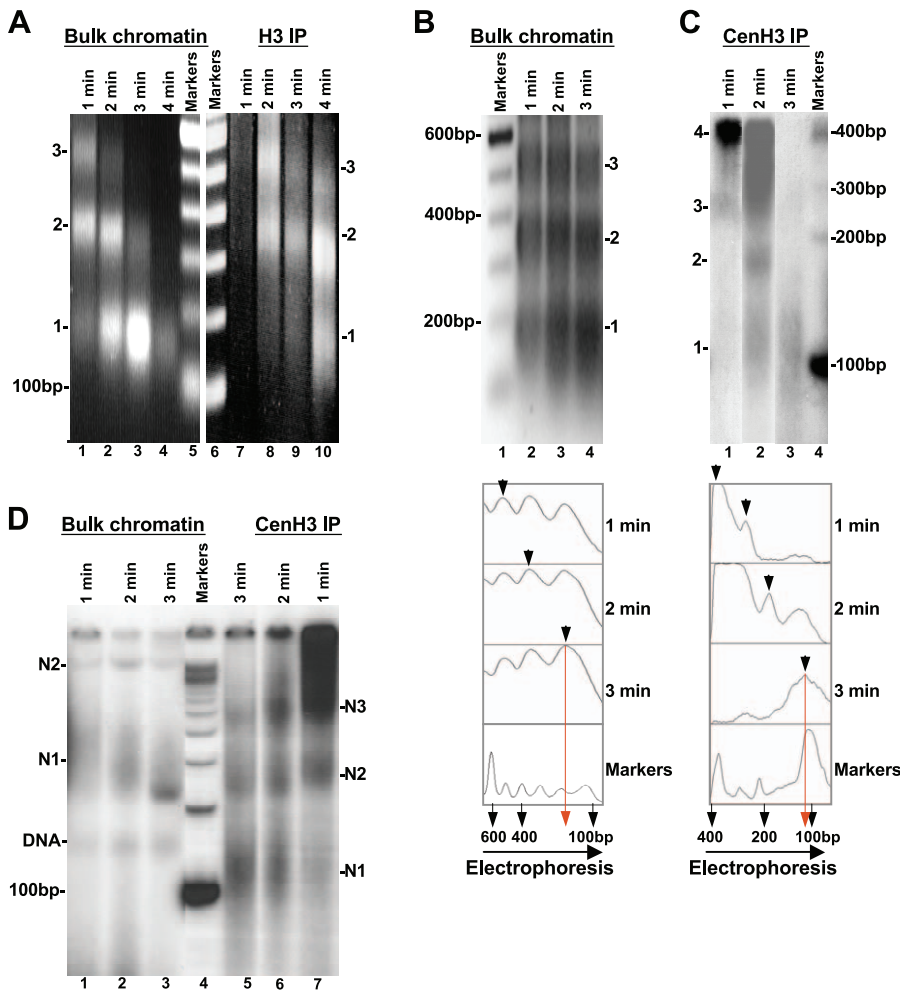 A
Bulk chromatin
H3 IP
1 min
2 min
3 min
4 min
Markers
Markers
1 min
2 min
3 min
4 min
3-
2-
1-
100bp-
-3
-2
-1
1 2 3 4 5 6 7 8 9 10
B
Bulk chromatin
Markers
1 min
2 min
3 min
600bp-
400bp-
200bp-
-3
-2
-1
1 2 3 4
1 min
2 min
3 min
Markers
600 400 100bp
Electrophoresis
C
CenH3 IP
1 min
2 min
3 min
Markers
4-
3-
2-
1-
-400bp
-300bp
-200bp
-100bp
1 2 3 4
1 min
2 min
3 min
Markers
400 200 100bp
Electrophoresis
D
Bulk chromatin
CenH3 IP
1 min
2 min
3 min
Markers
3 min
2 min
1 min
N2-
N1-
DNA-
100bp-
-N3
-N2
-N1
1 2 3 4 5 6 7